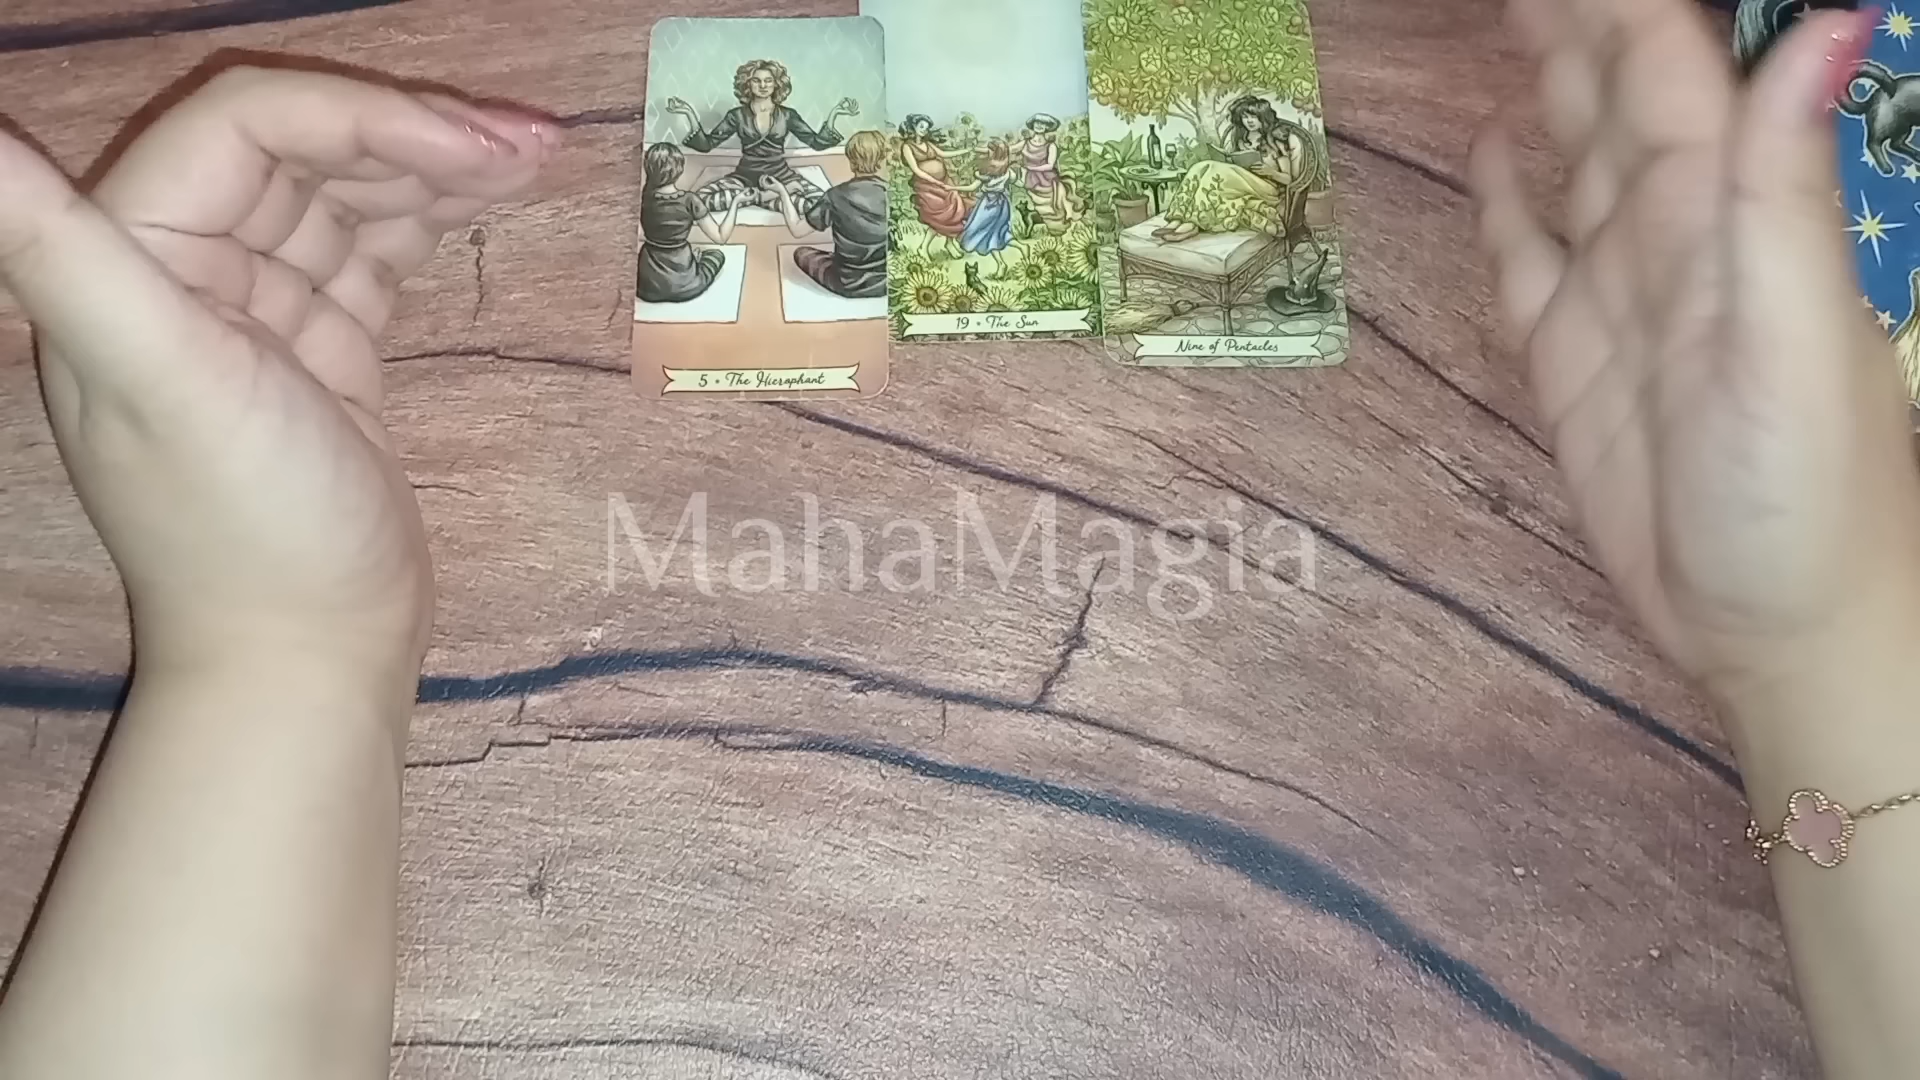 5 • The Hierophant
19 • The Sun
Nine of Pentacles
MahaMagia